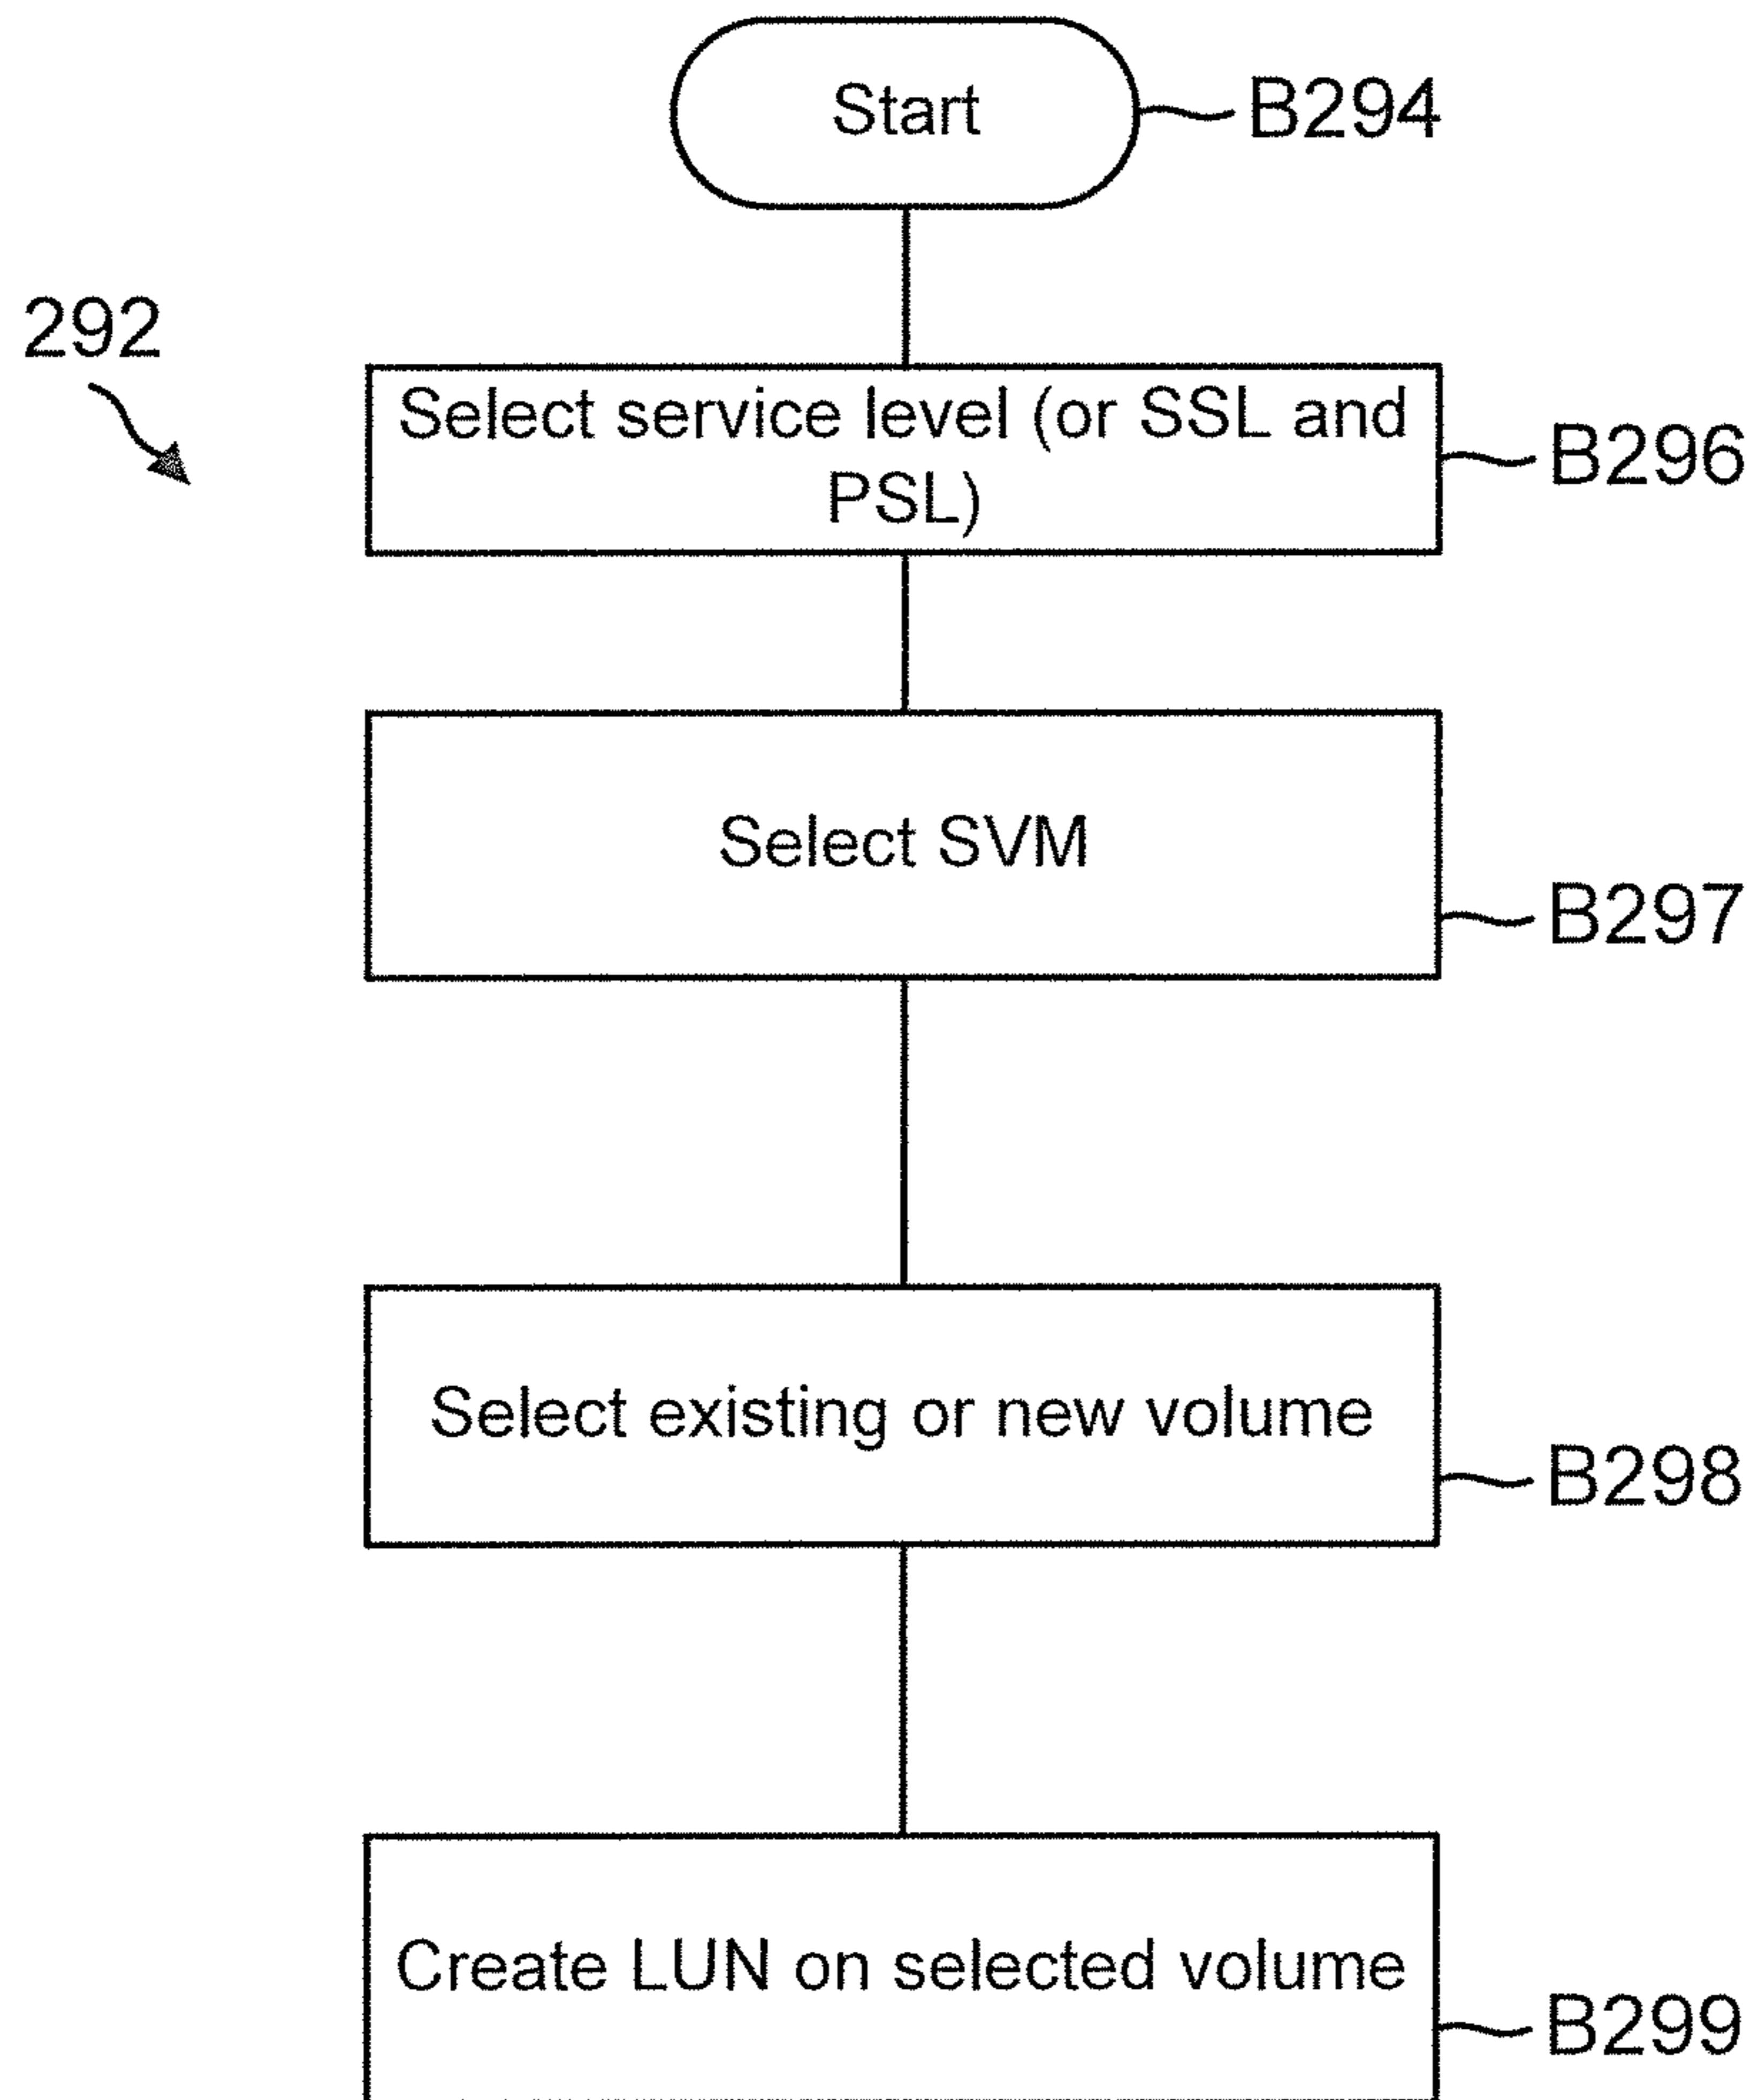 Start
B294
292
Select service level (or SSL and
PSL)
B296
Select SVM
B297
Select existing or new volume
B298
Create LUN on selected volume
B299